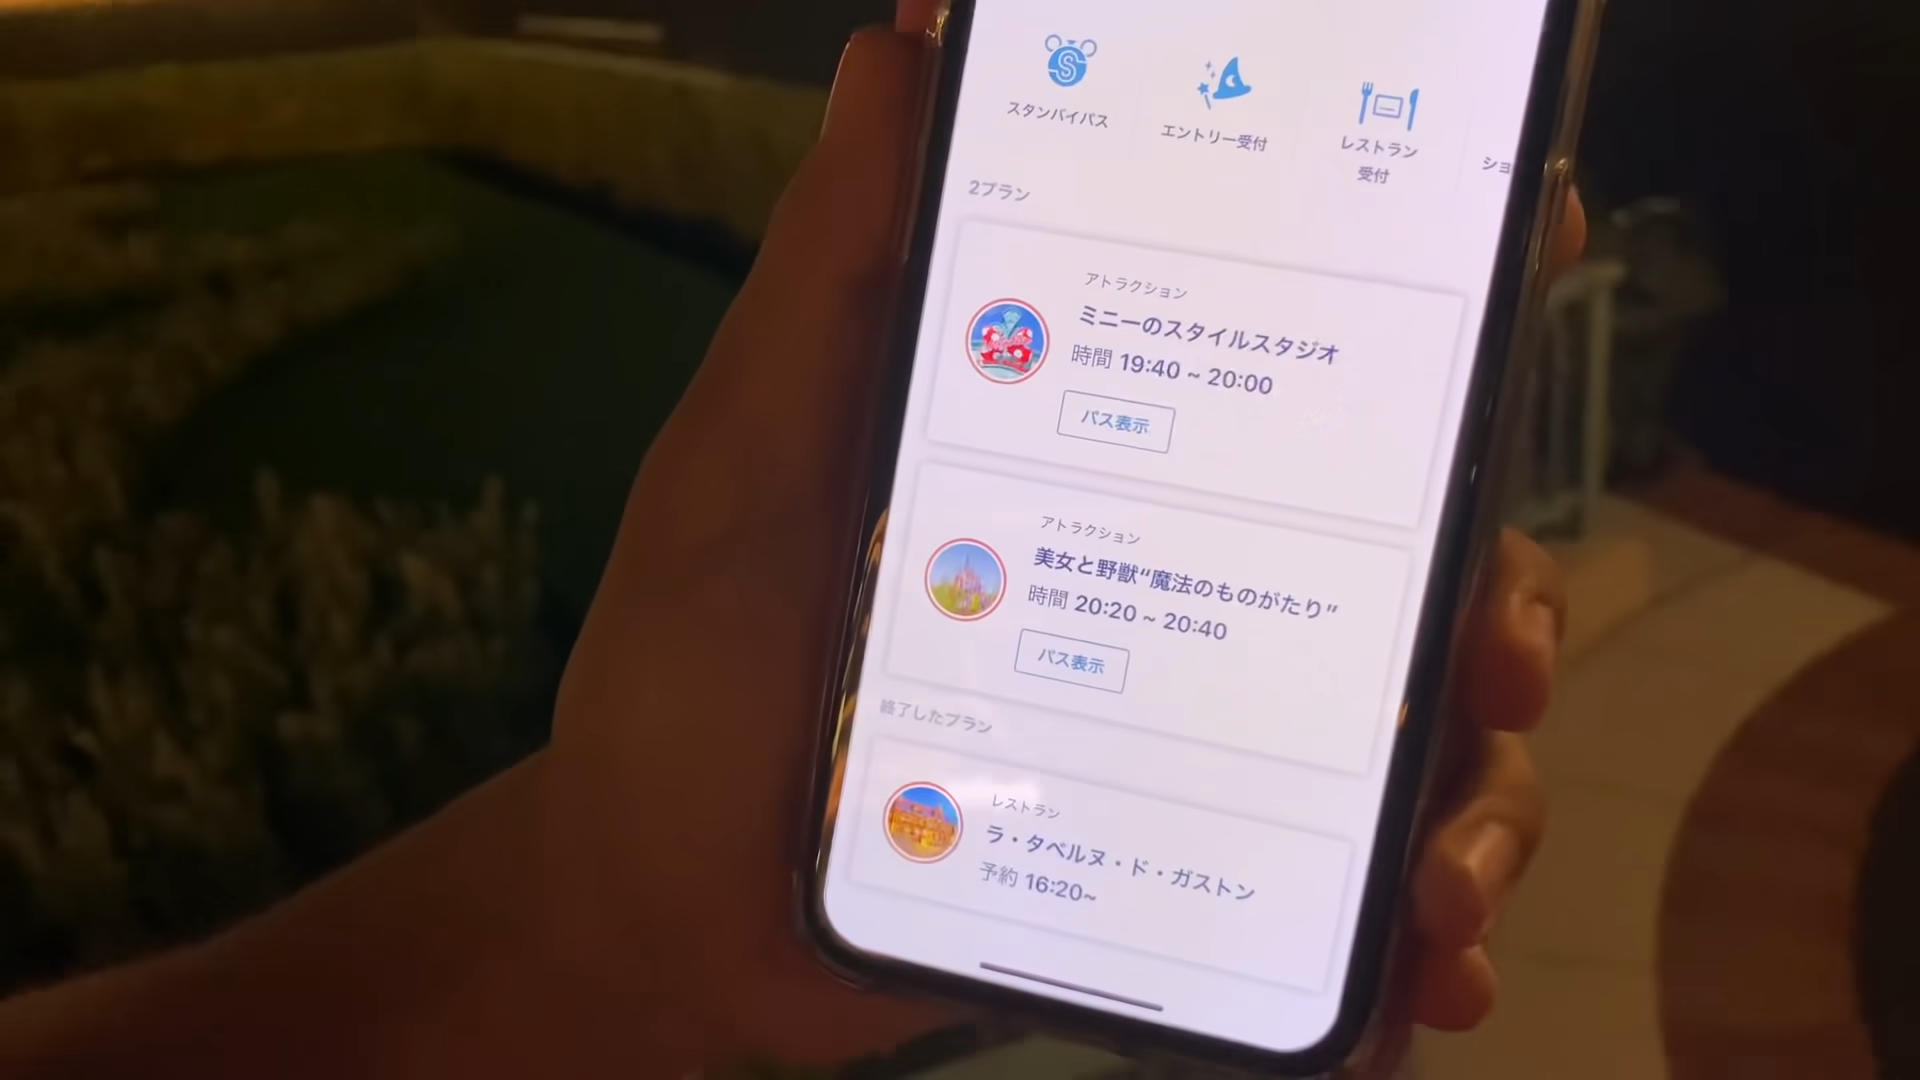 スタンバイパス
エントリー受付
レストラン
受付
ショ
2プラン
アトラクション
ミニーのスタイルスタジオ
時間 19:40 ~ 20:00
パス表示
アトラクション
美女と野獣“魔法のものがたり”
時間 20:20 ~ 20:40
パス表示
終了したプラン
レストラン
ラ・タベルヌ・ド・ガストン
予約 16:20~